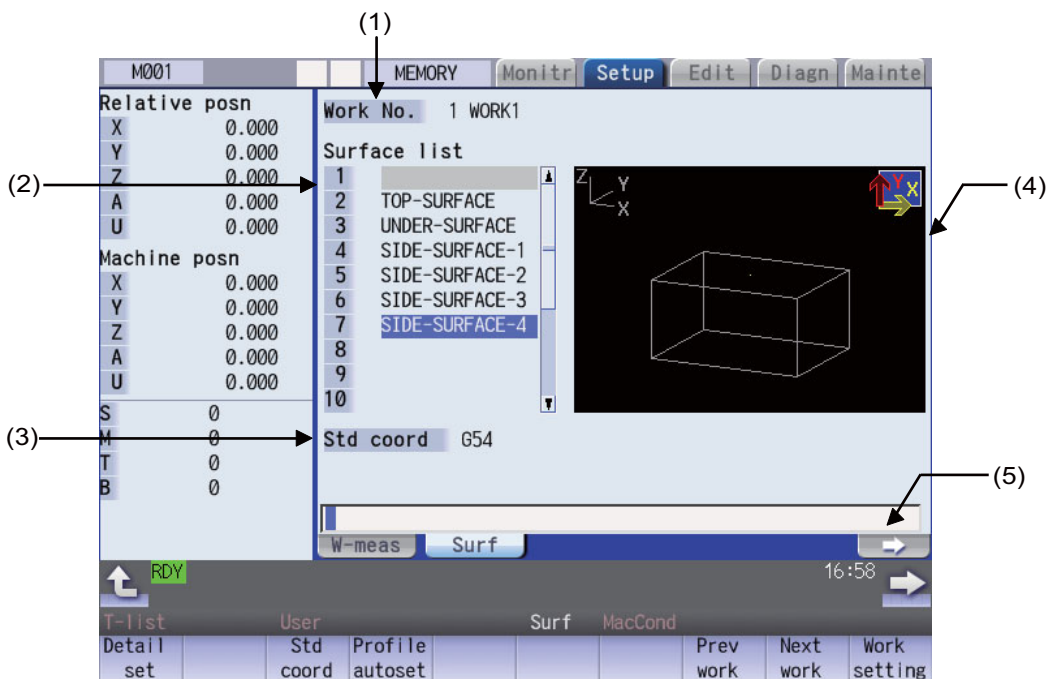 (1)
M001 MEMORY Monitr Setup Edit Diagn Mainte
Relative posn
X 0.000
Y 0.000
Z 0.000
A 0.000
U 0.000
Machine posn
X 0.000
Y 0.000
Z 0.000
A 0.000
U 0.000
S 0
M 0
T 0
B 0
Work No. 1 WORK1
Surface list
1
2 TOP-SURFACE
3 UNDER-SURFACE
4 SIDE-SURFACE-1
5 SIDE-SURFACE-2
6 SIDE-SURFACE-3
7 SIDE-SURFACE-4
8
9
10
Z Y
X
Y X
(2)
(4)
(3)
Std coord G54
(5)
W-meas Surf
RDY 16:58
T-list User Surf MacCond
Detail Std Profile Prev Next Work
set coord autoset work work setting